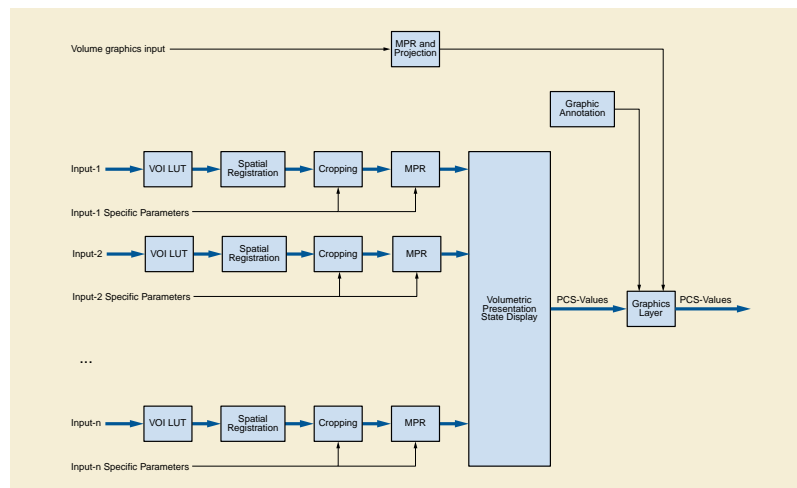 Volume graphics input
MPR and
Projection
Graphic
Annotation
Input-1
VOI LUT
Spatial
Registration
Cropping
MPR
Input-1 Specific Parameters
Input-2
VOI LUT
Spatial
Registration
Cropping
MPR
Input-2 Specific Parameters
Volumetric
Presentation
State Display
PCS-Values
Graphics
Layer
PCS-Values
...
Input-n
VOI LUT
Spatial
Registration
Cropping
MPR
Input-n Specific Parameters